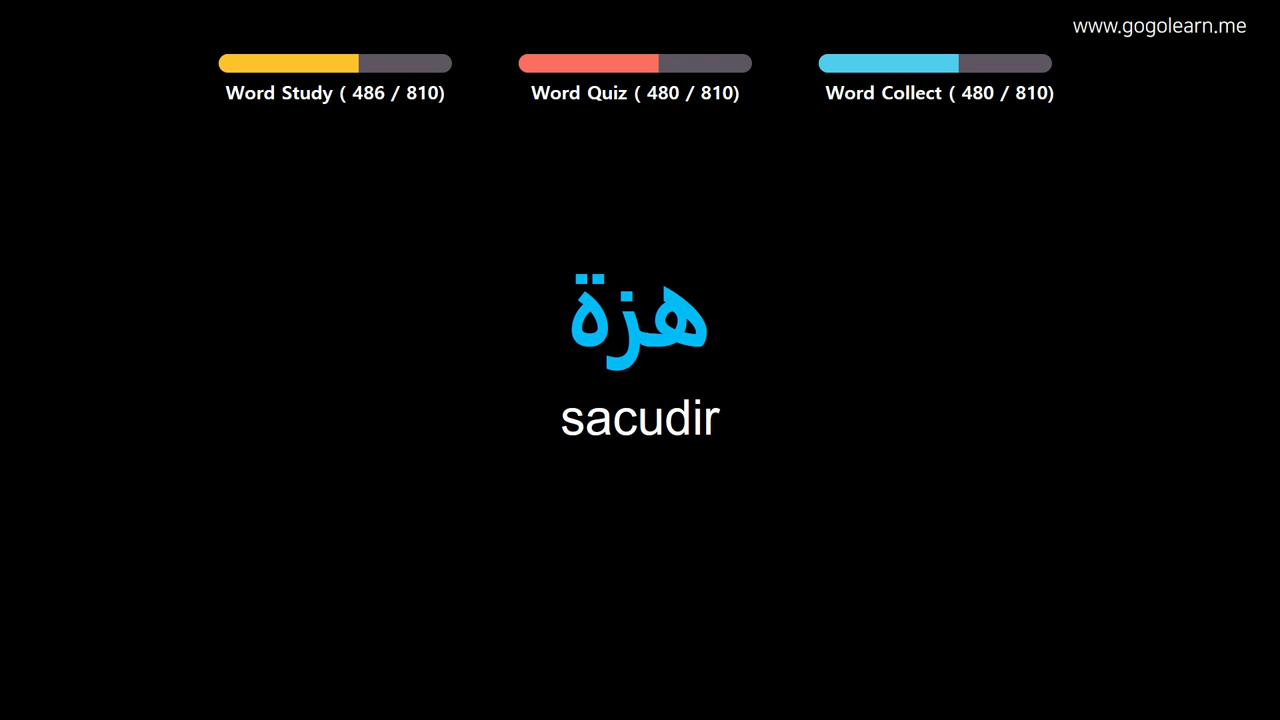 www.gogolearn.me
Word Study ( 486 / 810)
Word Quiz ( 480 / 810)
Word Collect ( 480 / 810)
هزة
sacudir